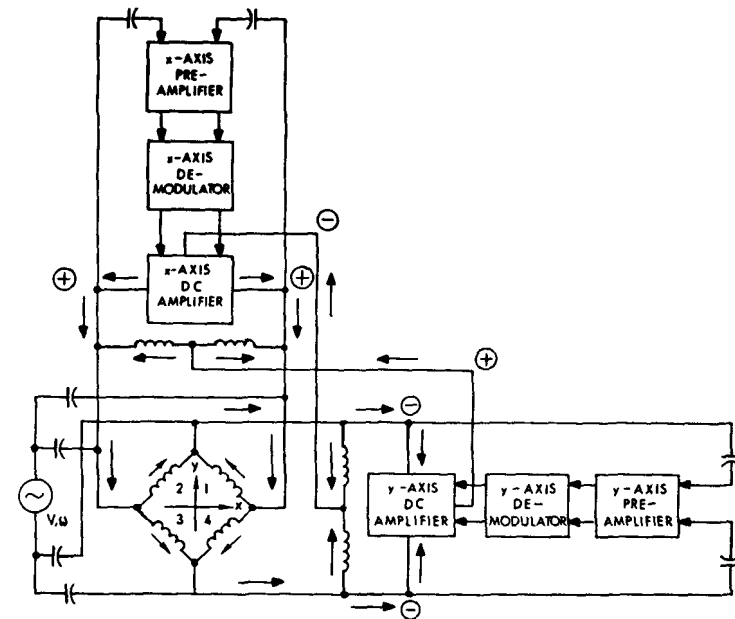 x-AXIS
PRE-
AMPLIFIER
x-AXIS
DE-
MODULATOR
−
+
x-AXIS
DC
AMPLIFIER
+
+
−
y
2 1
x
3 4
V,ω
y-AXIS
DC
AMPLIFIER
y-AXIS
DE-
MODULATOR
y-AXIS
PRE-
AMPLIFIER
−